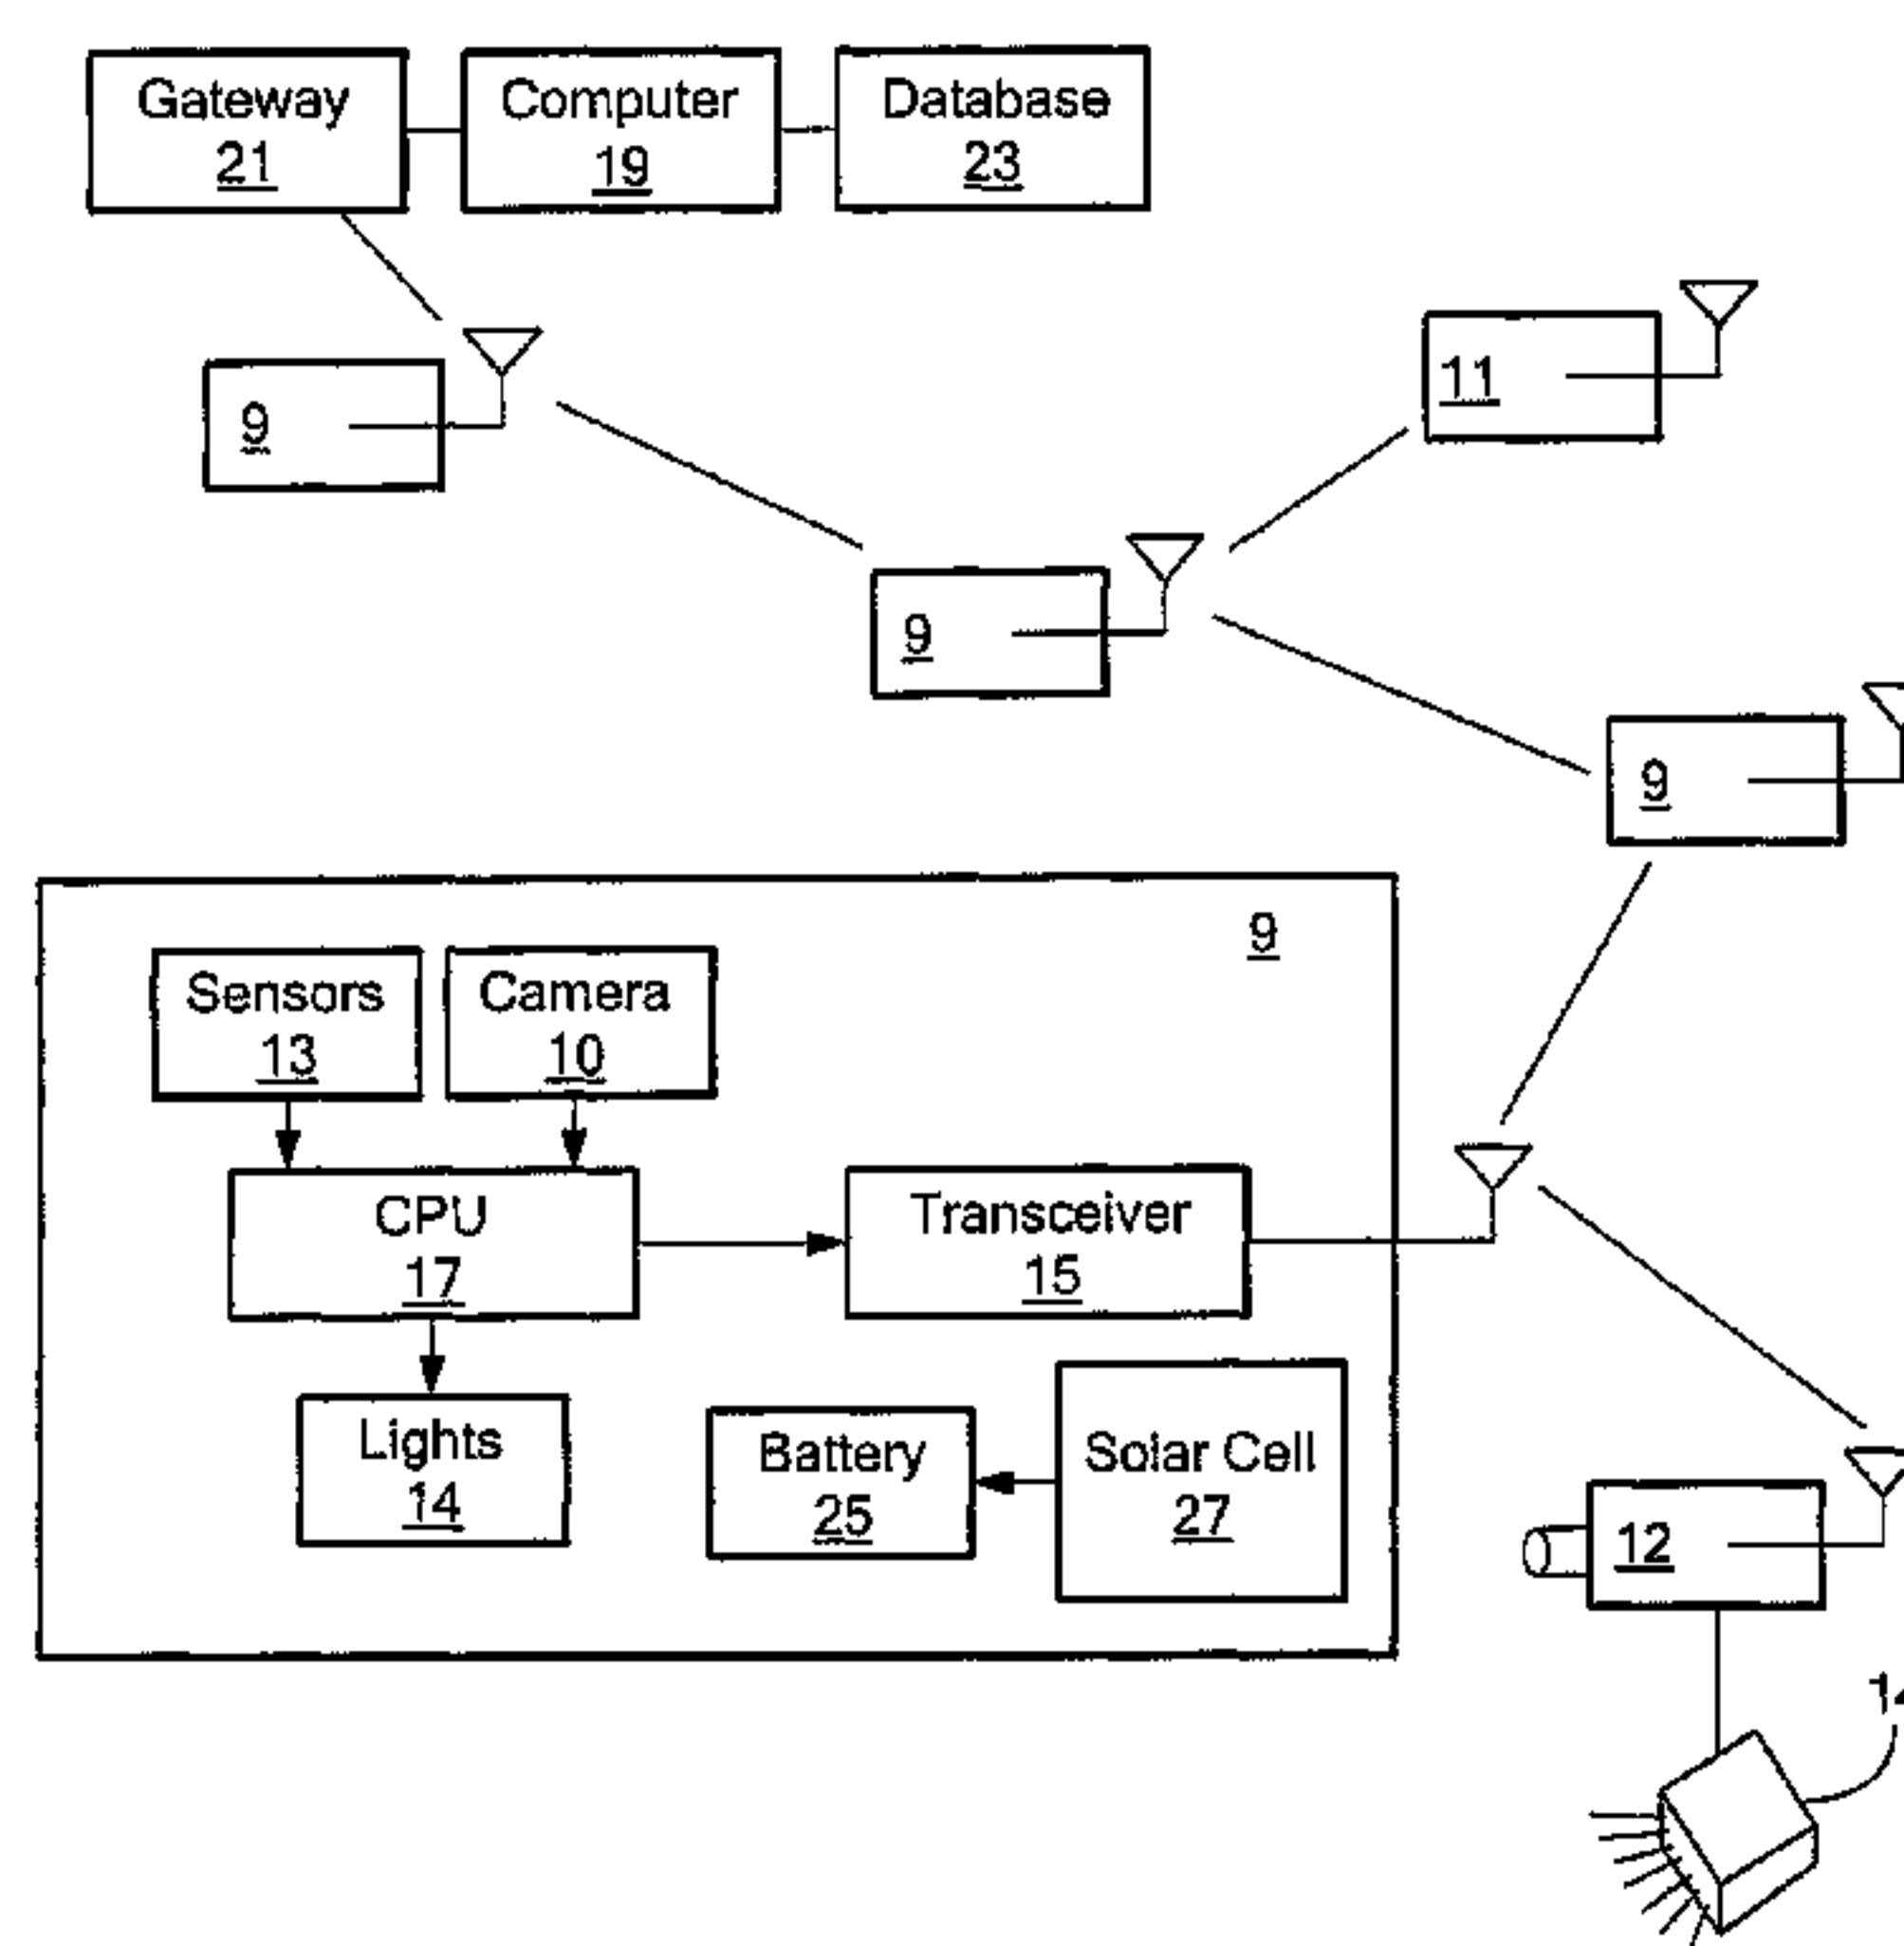 Gateway
21
Computer
19
Database
23
11
9
9
9
9
Sensors
13
Camera
10
CPU
17
Transceiver
15
Lights
14
Battery
25
Solar Cell
27
12